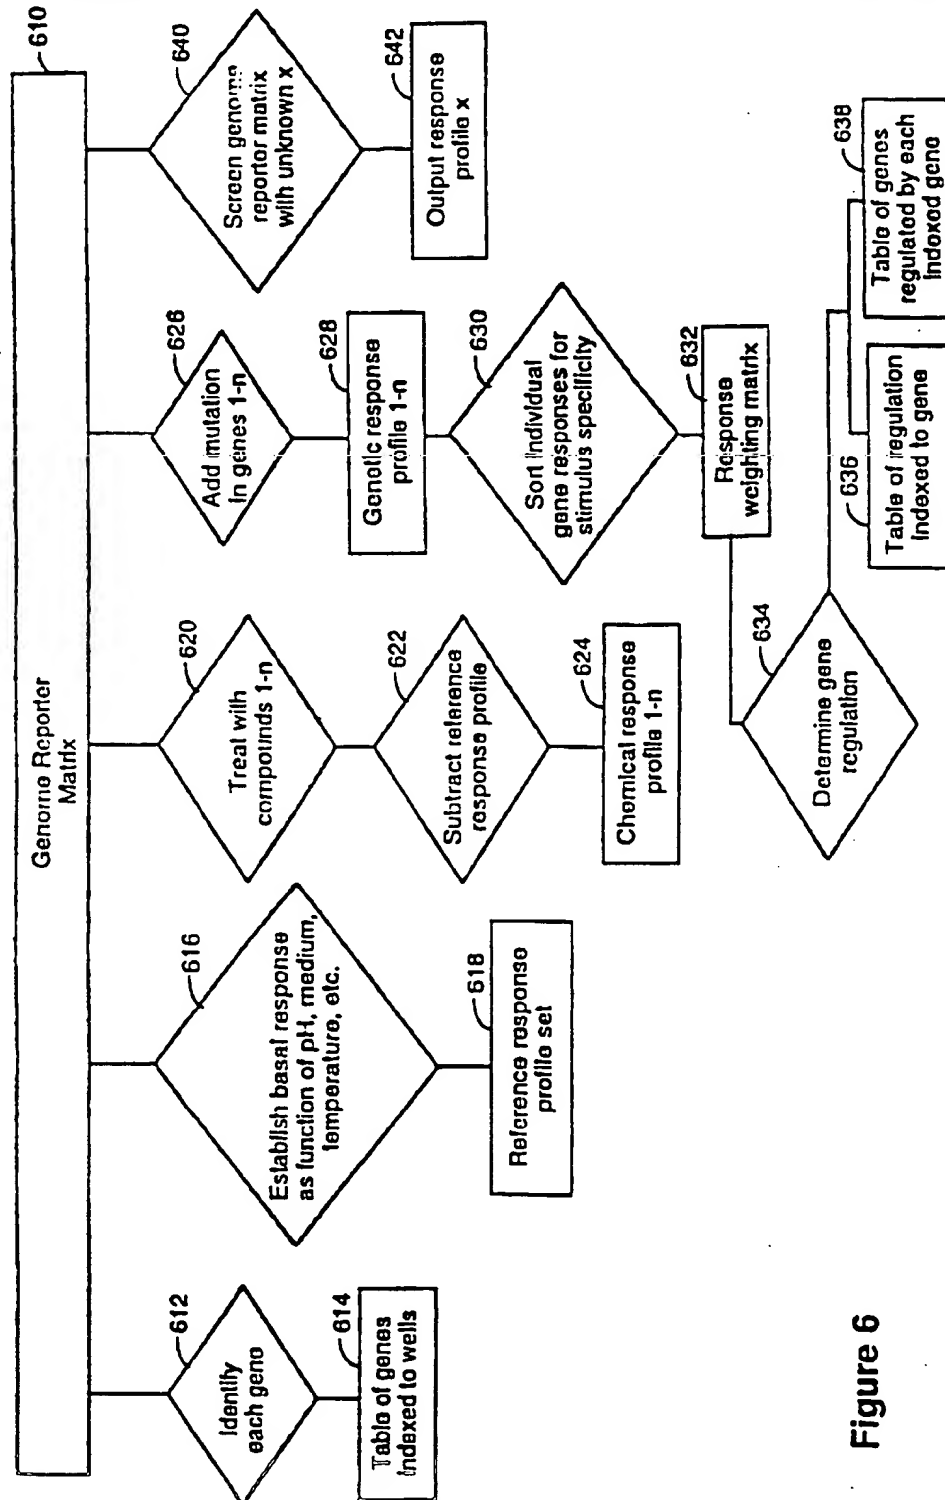 Genome Reporter
Matrix
610
612
Identify
each gene
614
Table of genes
indexed to wells
616
Establish basal response
as function of pH, medium,
temperature, etc.
618
Reference response
profile set
620
Treat with
compounds 1-n
622
Subtract reference
response profile
624
Chemical response
profile 1-n
626
Add mutation
in genes 1-n
628
Genetic response
profile 1-n
630
Sort individual
gene responses for
stimulus specificity
632
Response
weighting matrix
634
Determine gene
regulation
636
Table of regulation
indexed to gene
638
Table of genes
regulated by each
indexed gene
640
Screen genome
reporter matrix
with unknown x
642
Output response
profile x
Figure 6